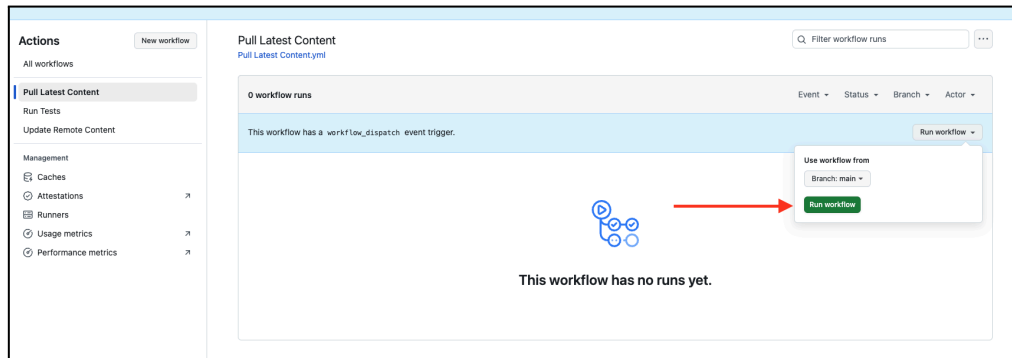 Actions
New workflow
All workflows
Pull Latest Content
Run Tests
Update Remote Content
Management
Caches
Attestations
Runners
Usage metrics
Performance metrics
Pull Latest Content
Pull Latest Content.yml
Filter workflow runs
0 workflow runs
Event Status Branch Actor
This workflow has a workflow_dispatch event trigger.
Run workflow
Use workflow from
Branch: main
Run workflow
This workflow has no runs yet.